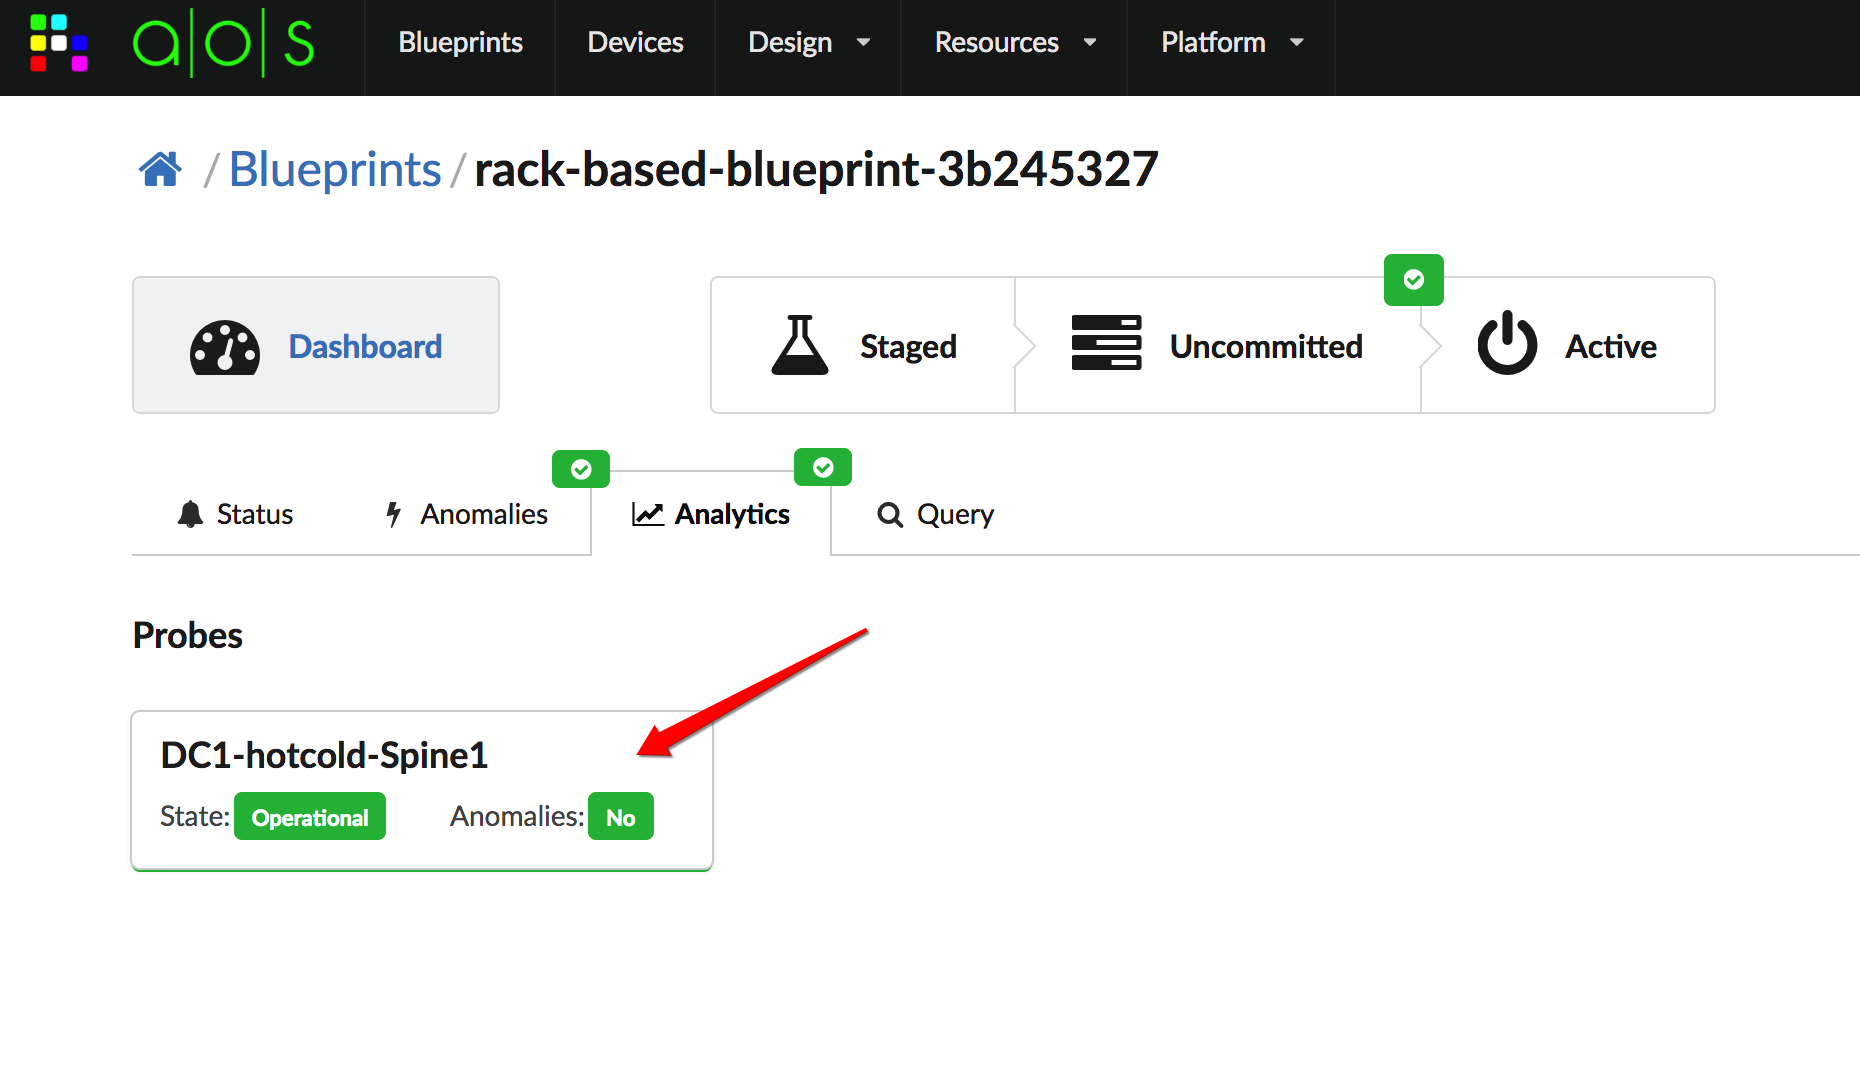 a|o|s Blueprints Devices Design Resources Platform
/ Blueprints / rack-based-blueprint-3b245327
Dashboard Staged Uncommitted Active
Status Anomalies Analytics Query
Probes
DC1-hotcold-Spine1
State: Operational Anomalies: No